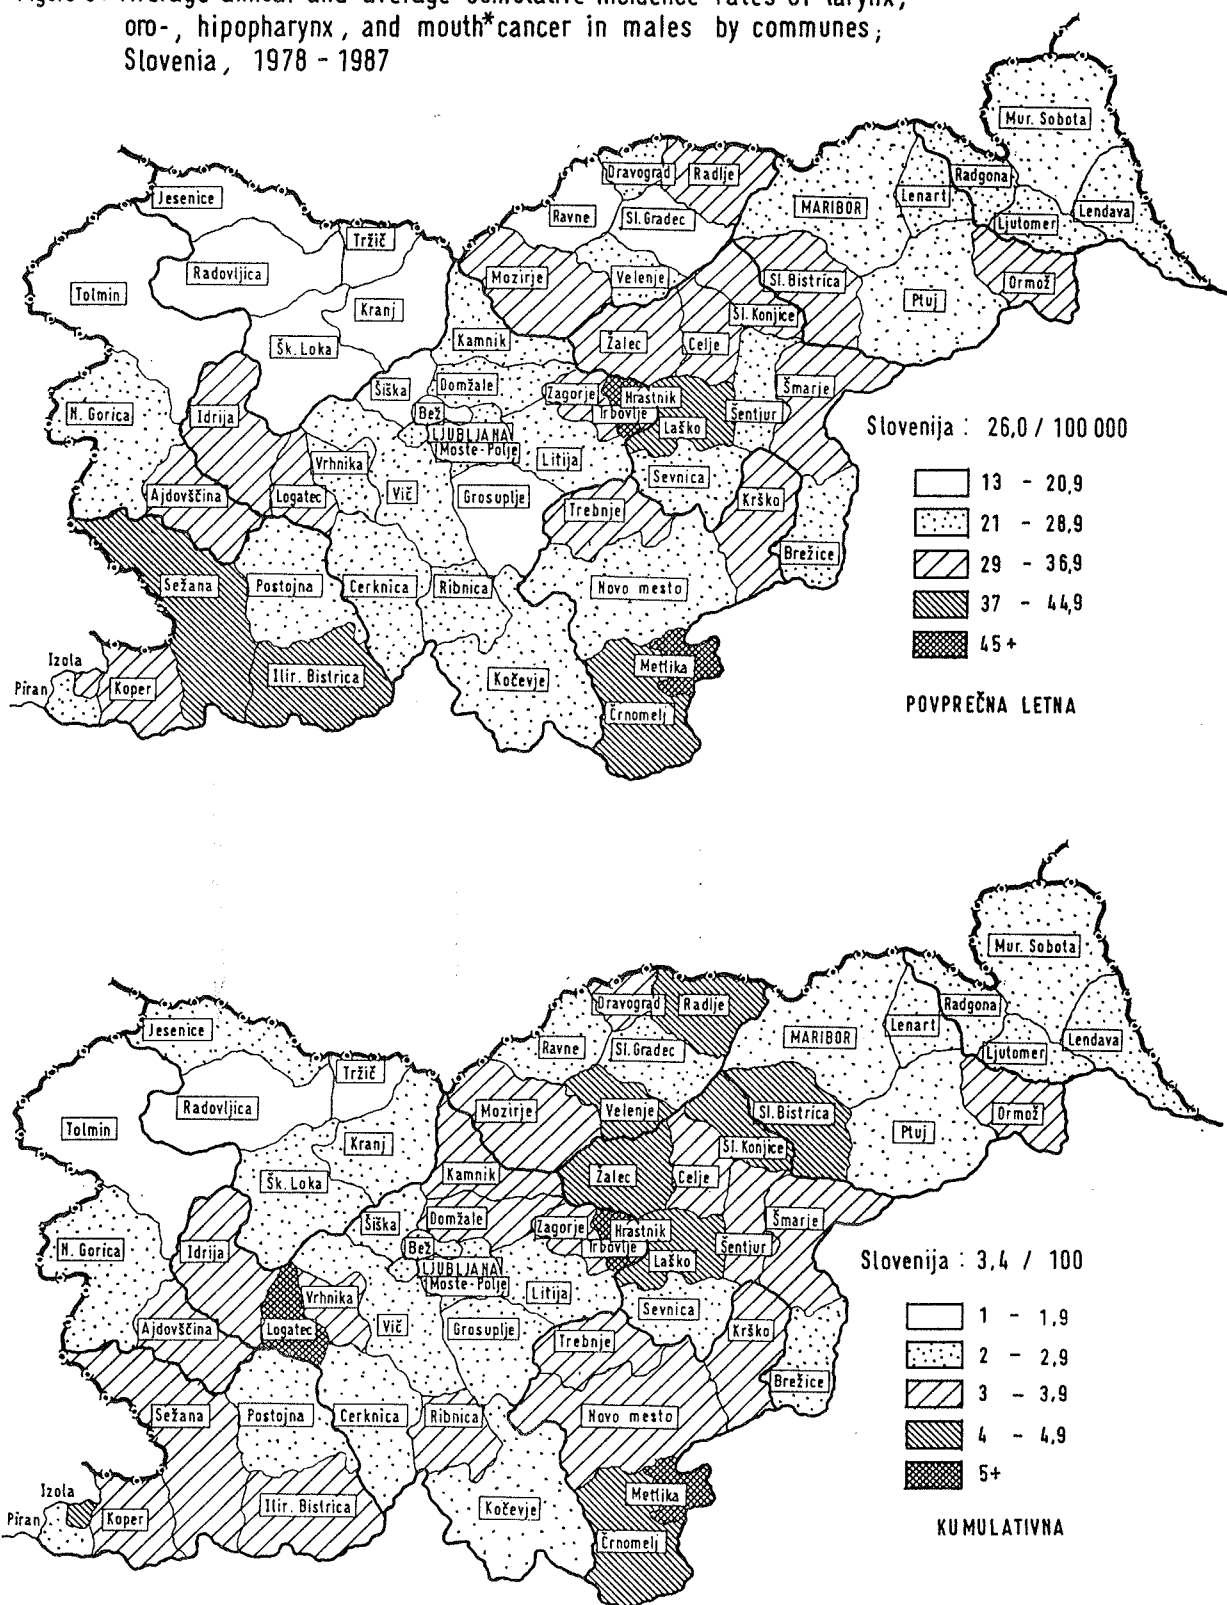 oro-, hipopharynx, and mouth* cancer in males by communes;
Slovenia, 1978 - 1987
Mur. Sobota
Dravograd
Radlje
Radgona
Jesenice
Lenart
MARIBOR
Lendava
Ravne
Sl. Gradec
Ljutomer
Tržič
Radovljica
Mozirje
Velenje
Sl. Bistrica
Ormož
Tolmin
Ptuj
Kranj
Sl. Konjice
Kamnik
Žalec
Celje
Šk. Loka
Šiška
Domžale
Zagorje
Hrastnik
Šmarje
N. Gorica
Idrija
Bež
Trbovlje
Šentjur
LJUBLJANA
Laško
Slovenija : 26,0 / 100 000
Moste-Polje
Litija
Vrhnika
Sevnica
13 - 20,9
Ajdovščina
Logatec
Vič
Grosuplje
Krško
Trebnje
21 - 28,9
Brežice
29 - 36,9
Sežana
Postojna
Cerknica
Ribnica
Novo mesto
37 - 44,9
45+
Izola
Metlika
Piran
Koper
Ilir. Bistrica
Kočevje
POVPREČNA LETNA
Črnomelj
Mur. Sobota
Dravograd
Radlje
Radgona
Jesenice
Lenart
MARIBOR
Lendava
Ravne
Sl. Gradec
Ljutomer
Tržič
Radovljica
Mozirje
Velenje
Sl. Bistrica
Ormož
Tolmin
Ptuj
Kranj
Sl. Konjice
Kamnik
Žalec
Celje
Šk. Loka
Šiška
Domžale
Zagorje
Hrastnik
Šmarje
N. Gorica
Idrija
Bež
Trbovlje
Šentjur
LJUBLJANA
Laško
Slovenija : 3,4 / 100
Moste-Polje
Litija
Vrhnika
Sevnica
1 - 1,9
Ajdovščina
Logatec
Vič
Grosuplje
Krško
Trebnje
2 - 2,9
Brežice
3 - 3,9
Sežana
Postojna
Cerknica
Ribnica
Novo mesto
4 - 4,9
5+
Izola
Metlika
Piran
Koper
Ilir. Bistrica
Kočevje
KUMULATIVNA
Črnomelj